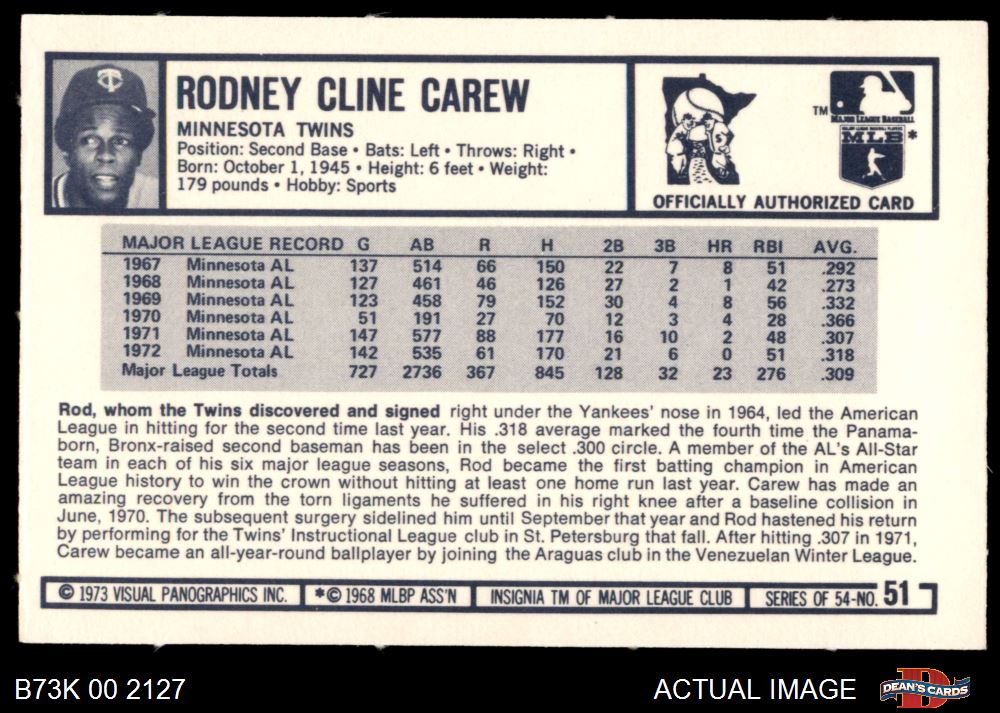 RODNEY CLINE CAREW
MINNESOTA TWINS
Position: Second Base • Bats: Left • Throws: Right •
Born: October 1, 1945 • Height: 6 feet • Weight:
179 pounds • Hobby: Sports
TM
MAJOR LEAGUE BASEBALL
MAJOR LEAGUE BASEBALL PLAYERS
MLB *
OFFICIALLY AUTHORIZED CARD
MAJOR LEAGUE RECORD G AB R H 2B 3B HR RBI AVG.
1967 Minnesota AL 137 514 66 150 22 7 8 51 .292
1968 Minnesota AL 127 461 46 126 27 2 1 42 .273
1969 Minnesota AL 123 458 79 152 30 4 8 56 .332
1970 Minnesota AL 51 191 27 70 12 3 4 28 .366
1971 Minnesota AL 147 577 88 177 16 10 2 48 .307
1972 Minnesota AL 142 535 61 170 21 6 0 51 .318
Major League Totals 727 2736 367 845 128 32 23 276 .309
Rod, whom the Twins discovered and signed right under the Yankees' nose in 1964, led the American
League in hitting for the second time last year. His .318 average marked the fourth time the Panama-
born, Bronx-raised second baseman has been in the select .300 circle. A member of the AL's All-Star
team in each of his six major league seasons, Rod became the first batting champion in American
League history to win the crown without hitting at least one home run last year. Carew has made an
amazing recovery from the torn ligaments he suffered in his right knee after a baseline collision in
June, 1970. The subsequent surgery sidelined him until September that year and Rod hastened his return
by performing for the Twins' Instructional League club in St. Petersburg that fall. After hitting .307 in 1971,
Carew became an all-year-round ballplayer by joining the Araguas club in the Venezuelan Winter League.
© 1973 VISUAL PANOGRAPHICS INC. *© 1968 MLBP ASS'N INSIGNIA TM OF MAJOR LEAGUE CLUB SERIES OF 54-NO. 51
B73K 00 2127
ACTUAL IMAGE
DEAN'S CARDS